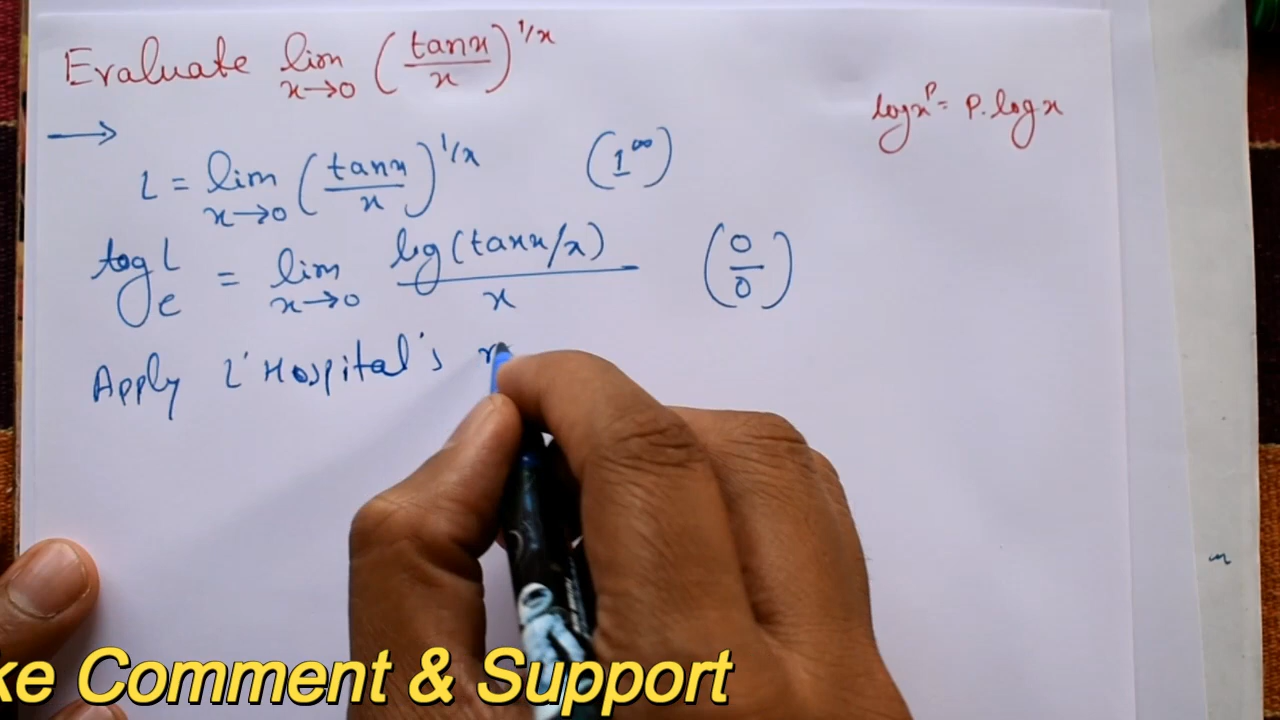 Evaluate lim x→0 (tanx/x)^1/x
log x^p = p.logx
L = lim x→0 (tanx/x)^1/x (1^∞)
log_e L = lim x→0 log(tanx/x)/x (0/0)
Apply L'Hospital's
ke Comment & Support